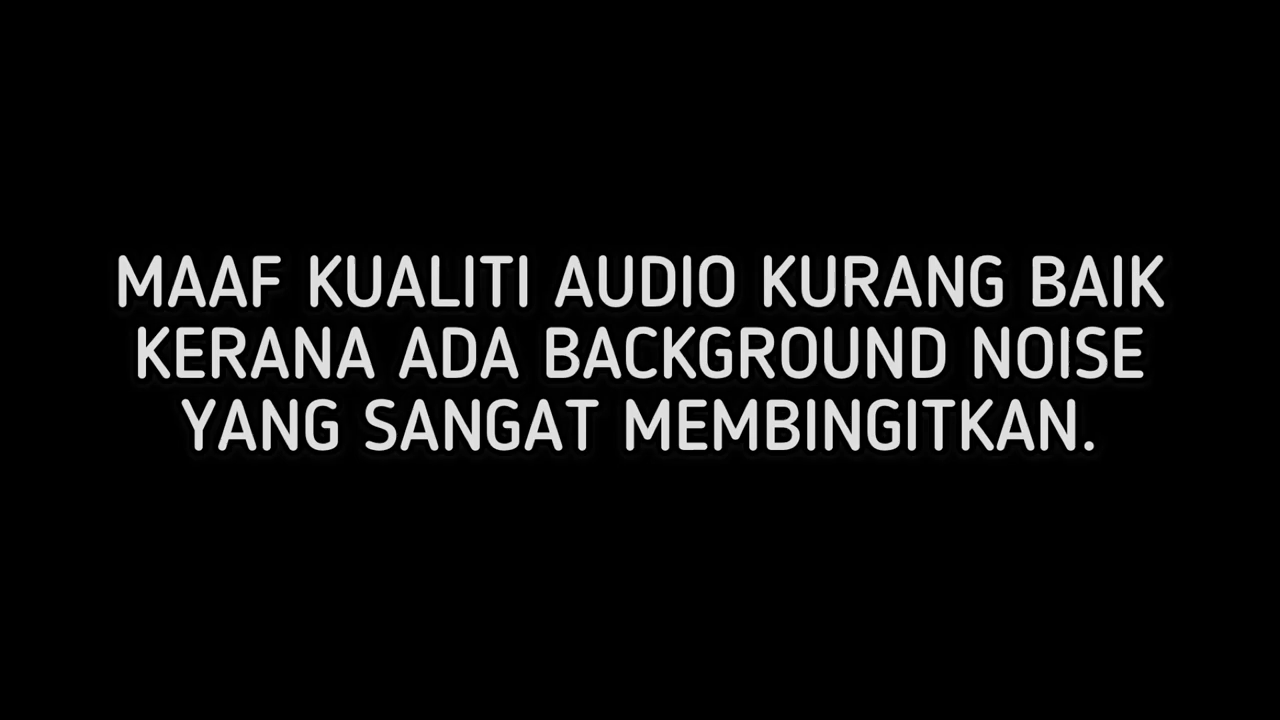 MAAF KUALITI AUDIO KURANG BAIK
KERANA ADA BACKGROUND NOISE
YANG SANGAT MEMBINGITKAN.